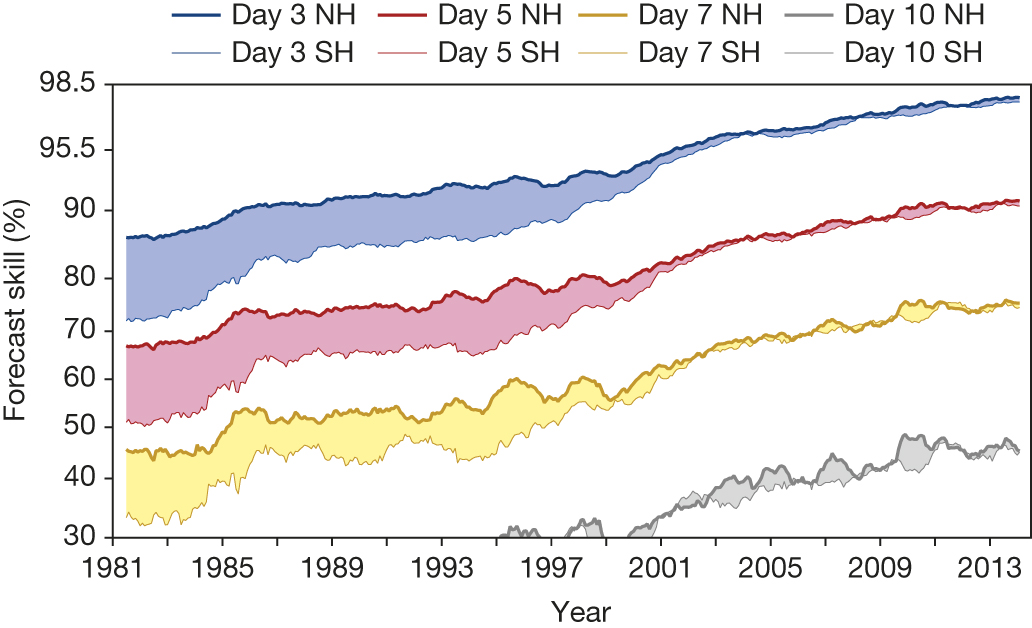 Day 3 NH Day 5 NH Day 7 NH Day 10 NH
Day 3 SH Day 5 SH Day 7 SH Day 10 SH
98.5
95.5
90
80
70
60
50
40
30
Forecast skill (%)
1981 1985 1989 1993 1997 2001 2005 2009 2013
Year